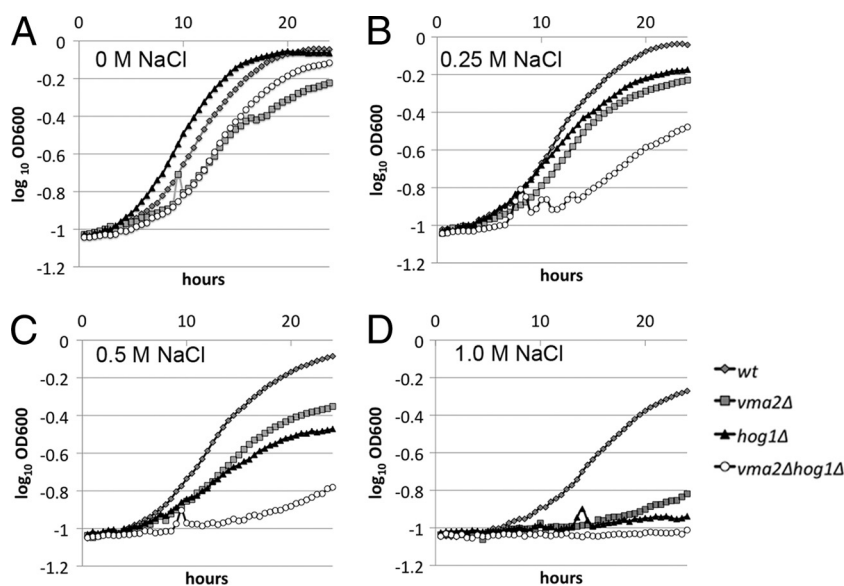 A
0 M NaCl
0 10 20
0
-0.2
-0.4
-0.6
-0.8
-1
-1.2
log10 OD600
hours
B
0.25 M NaCl
0 10 20
0
-0.2
-0.4
-0.6
-0.8
-1
-1.2
log10 OD600
hours
C
0.5 M NaCl
0 10 20
0
-0.2
-0.4
-0.6
-0.8
-1
-1.2
log10 OD600
hours
D
1.0 M NaCl
0 10 20
0
-0.2
-0.4
-0.6
-0.8
-1
-1.2
log10 OD600
hours
wt
vma2Δ
hog1Δ
vma2Δhog1Δ